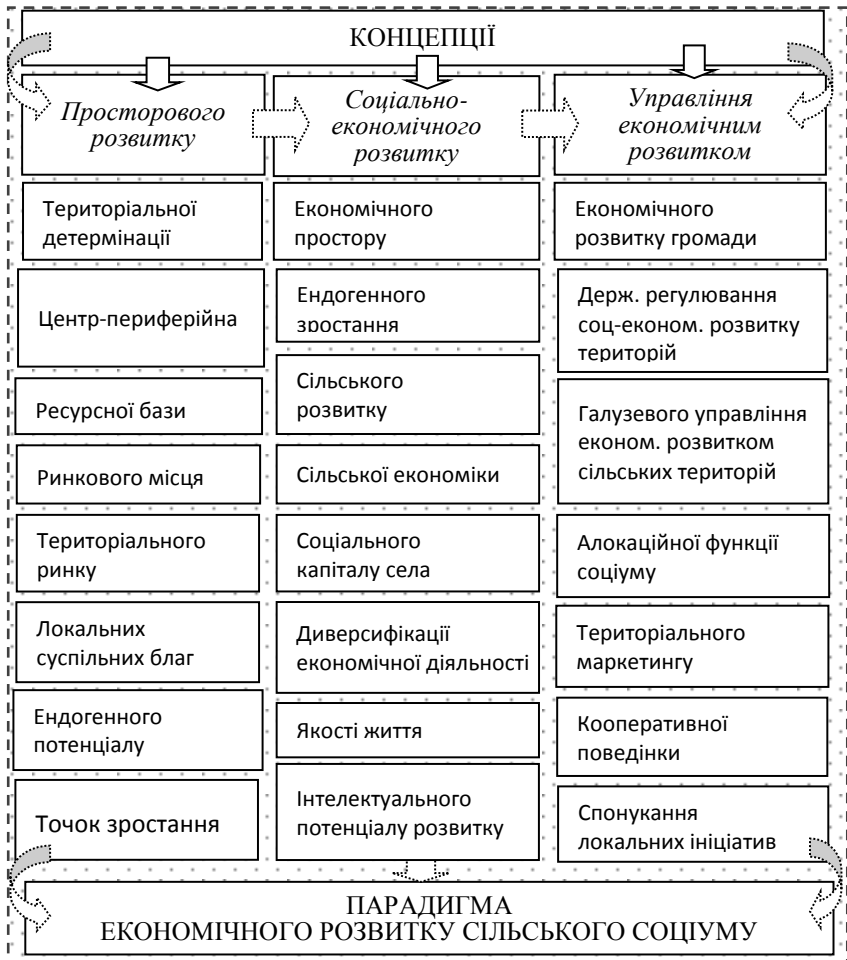 КОНЦЕПЦІЇ
Просторового
розвитку
Соціально-
економічного
розвитку
Управління
економічним
розвитком
Територіальної
детермінації
Центр-периферійна
Ресурсної бази
Ринкового місця
Територіального
ринку
Локальних
суспільних благ
Ендогенного
потенціалу
Точок зростання
Економічного
простору
Ендогенного
зростання
Сільського
розвитку
Сільської економіки
Соціального
капіталу села
Диверсифікації
економічної діяльності
Якості життя
Інтелектуального
потенціалу розвитку
Економічного
розвитку громади
Держ. регулювання
соц-економ. розвитку
територій
Галузевого управління
економ. розвитком
сільських територій
Алокаційної функції
соціуму
Територіального
маркетингу
Кооперативної
поведінки
Спонукання
локальних ініціатив
ПАРАДИГМА
ЕКОНОМІЧНОГО РОЗВИТКУ СІЛЬСЬКОГО СОЦІУМУ